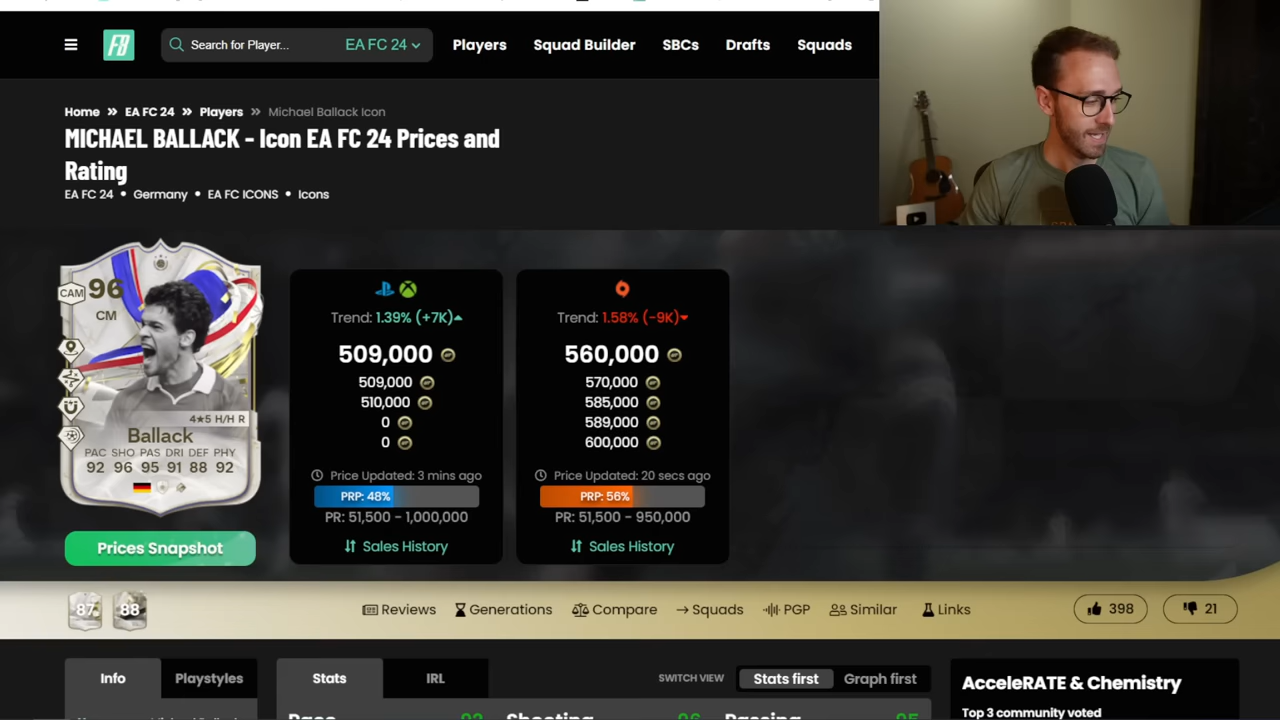 FB
Search for Player...
EA FC 24
Players
Squad Builder
SBCs
Drafts
Squads
Home » EA FC 24 » Players » Michael Ballack Icon
MICHAEL BALLACK - Icon EA FC 24 Prices and
Rating
EA FC 24 • Germany • EA FC ICONS • Icons
CAM 96
CM
4★5 H/H R
Ballack
PAC SHO PAS DRI DEF PHY
92 96 95 91 88 92
Prices Snapshot
Trend: 1.39% (+7K)
509,000
509,000
510,000
0
0
Price Updated: 3 mins ago
PRP: 48%
PR: 51,500 - 1,000,000
Sales History
Trend: 1.58% (-9K)
560,000
570,000
585,000
589,000
600,000
Price Updated: 20 secs ago
PRP: 56%
PR: 51,500 - 950,000
Sales History
87
88
Reviews
Generations
Compare
Squads
PGP
Similar
Links
398
21
Info
Playstyles
Stats
IRL
SWITCH VIEW
Stats first
Graph first
AcceleRATE & Chemistry
Top 3 community voted
Pace 92
Shooting 96
Passing 95